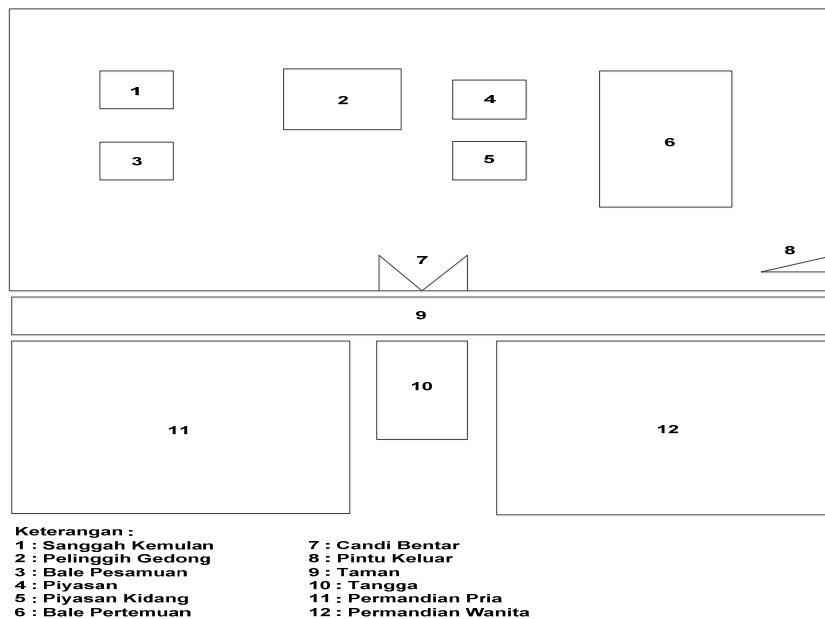 1
2
4
3
5
6
7
8
9
10
11
12
Keterangan :
1 : Sanggah Kemulan
2 : Pelinggih Gedong
3 : Bale Pesamuan
4 : Piyasan
5 : Piyasan Kidang
6 : Bale Pertemuan
7 : Candi Bentar
8 : Pintu Keluar
9 : Taman
10 : Tangga
11 : Permandian Pria
12 : Permandian Wanita